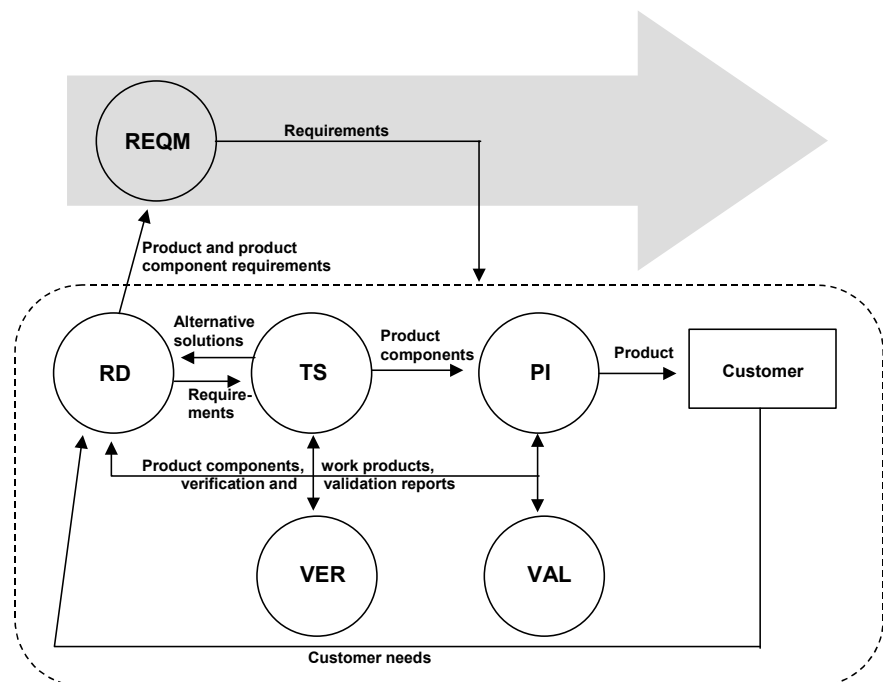 REQM
Requirements
Product and product
component requirements
Alternative
solutions
Product
components
Product
RD
TS
PI
Customer
Require-
ments
Product components, work products,
verification and validation reports
VER
VAL
Customer needs